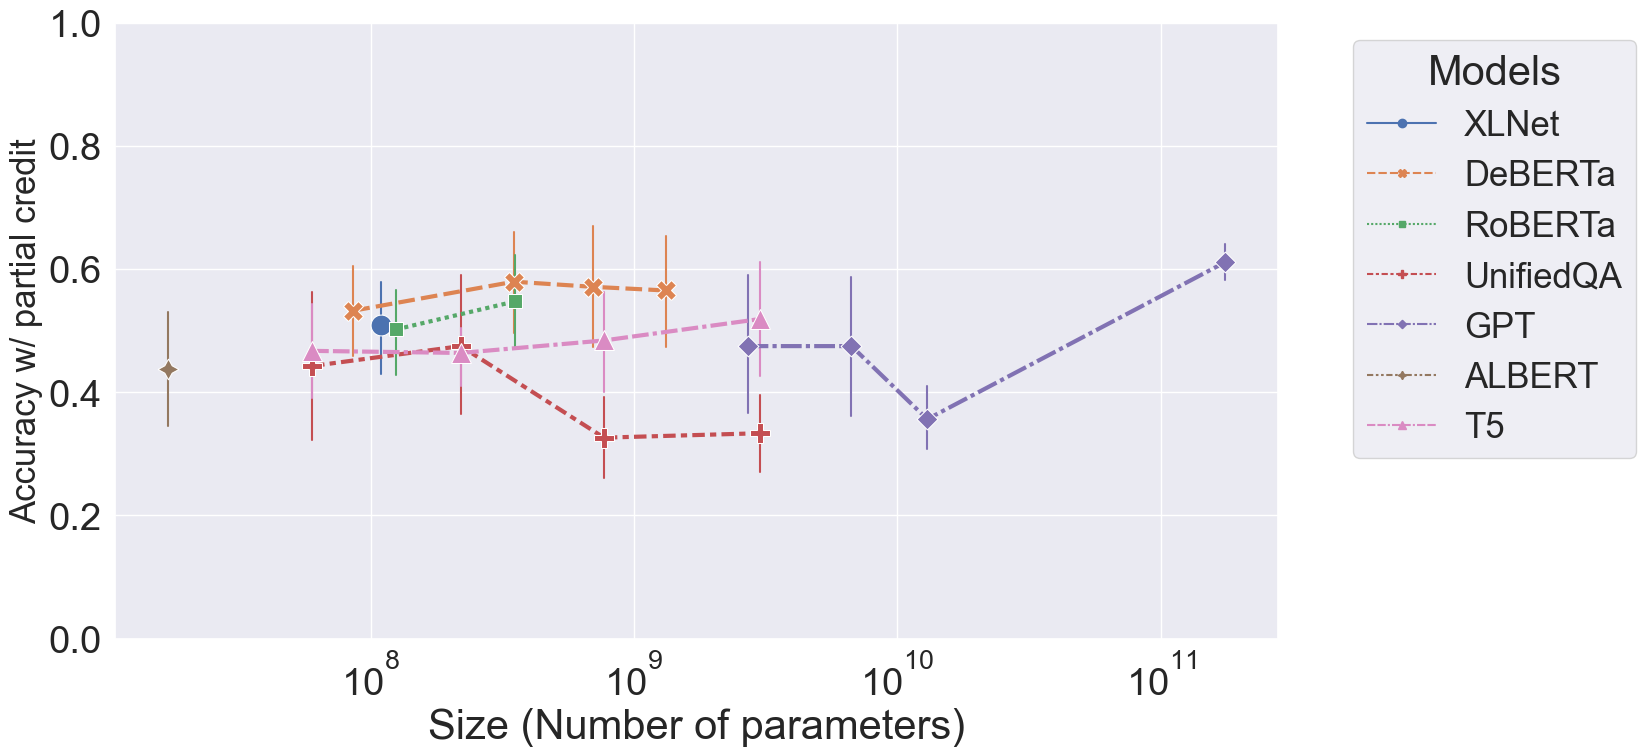 Accuracy w/ partial credit
1.0
0.8
0.6
0.4
0.2
0.0
10^8
10^9
10^10
10^11
Size (Number of parameters)
Models
XLNet
DeBERTa
RoBERTa
UnifiedQA
GPT
ALBERT
T5